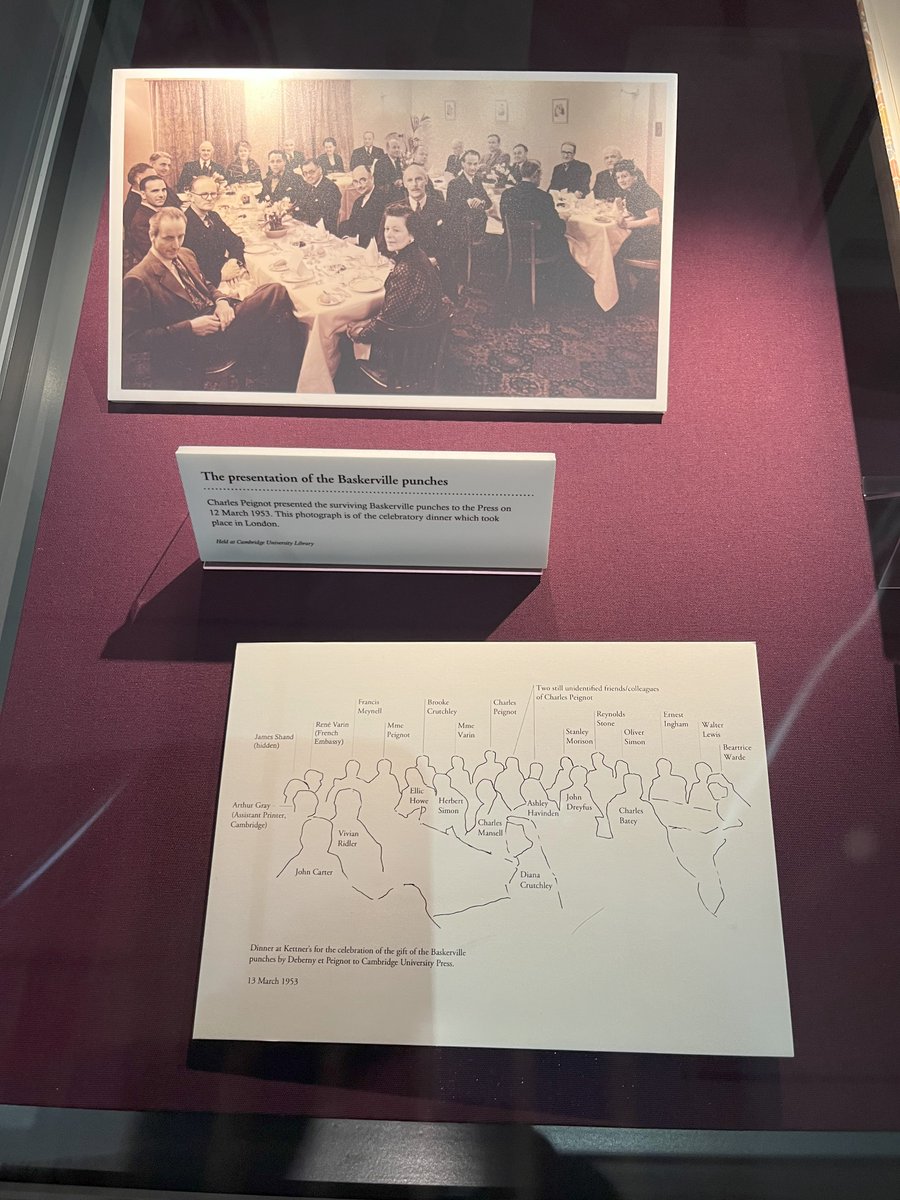 The presentation of the Baskerville punches
Charles Peignot presented the surviving Baskerville punches to the Press on
12 March 1953. This photograph is of the celebratory dinner which took
place in London.
Held at Cambridge University Library
Two still unidentified friends/colleagues
of Charles Peignot
Francis
Meynell
Brooke
Crutchley
Charles
Peignot
Reynolds
Stone
Ernest
Ingham
Walter
Lewis
James Shand
(hidden)
René Varin
(French
Embassy)
Mme
Peignot
Mme
Varin
Stanley
Morison
Oliver
Simon
Beartrice
Warde
Arthur Gray
(Assistant Printer,
Cambridge)
Ellic
Howe
Herbert
Simon
Ashley
Havinden
John
Dreyfus
Charles
Batey
Vivian
Ridler
Charles
Mansell
John Carter
Diana
Crutchley
Dinner at Kettner's for the celebration of the gift of the Baskerville
punches by Deberny et Peignot to Cambridge University Press.
13 March 1953